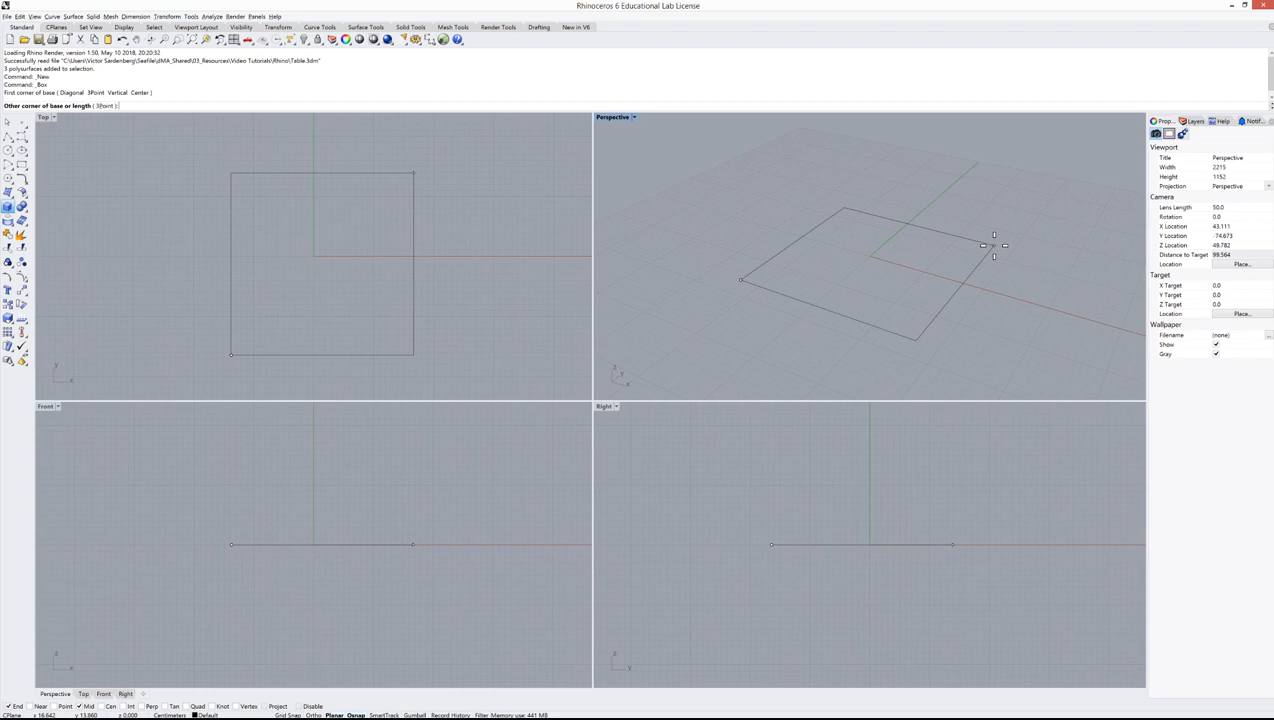 Rhinoceros 6 Educational Lab License
File Edit View Curve Surface Solid Mesh Dimension Transform Tools Analyze Render Panels Help
Standard CPlanes Set View Display Select Viewport Layout Visibility Transform Curve Tools Surface Tools Solid Tools Mesh Tools Render Tools Drafting New in V6
Loading Rhino Render, version 1.50, May 10 2018, 20:20:32
Successfully read file "C:\Users\Victor Sardenberg\Seafile\dMA_Shared\03_Resources\Video Tutorials\Rhino\Table.3dm"
3 polysurfaces added to selection.
Command: _New
Command: _Box
First corner of base ( Diagonal 3Point Vertical Center )
Other corner of base or length ( 3Point ):
Top
Perspective
Prop... Layers Help Notif...
Viewport
Title Perspective
Width 2215
Height 1152
Projection Perspective
Camera
Lens Length 50.0
Rotation 0.0
X Location 43.111
Y Location -74.673
Z Location 49.782
Distance to Target 99.564
Location Place...
Target
X Target 0.0
Y Target 0.0
Z Target 0.0
Location Place...
Wallpaper
Filename (none) ...
Show
Gray
y
x
z
y
x
Front
Right
z
x
z
y
Perspective Top Front Right
End Near Point Mid Cen Int Perp Tan Quad Knot Vertex Project Disable
CPlane x 16.642 y 13.860 z 0.000 Centimeters Default Grid Snap Ortho Planar Osnap SmartTrack Gumball Record History Filter Memory use: 441 MB